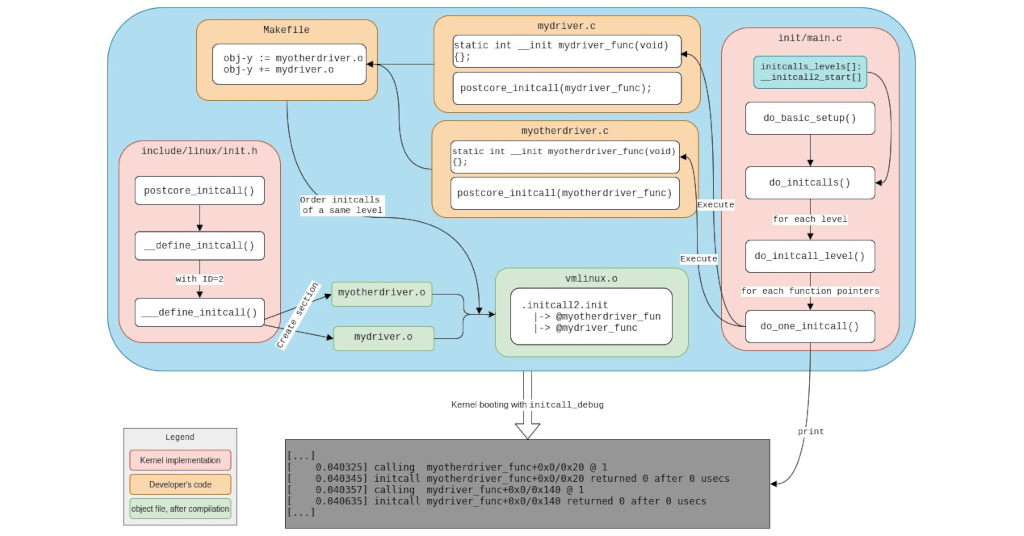 Makefile
obj-y := myotherdriver.o
obj-y += mydriver.o
mydriver.c
static int __init mydriver_func(void)
{};
postcore_initcall(mydriver_func);
myotherdriver.c
static int __init myotherdriver_func(void)
{};
postcore_initcall(myotherdriver_func)
init/main.c
initcalls_levels[]:
__initcall2_start[]
do_basic_setup()
do_initcalls()
for each level
do_initcall_level()
for each function pointers
do_one_initcall()
Execute
Execute
include/linux/init.h
postcore_initcall()
__define_initcall()
with ID=2
___define_initcall()
Order initcalls
of a same level
Create section
myotherdriver.o
mydriver.o
vmlinux.o
.initcall2.init
|-> @myotherdriver_fun
|-> @mydriver_func
Kernel booting with initcall_debug
print
Legend
Kernel implementation
Developer's code
object file, after compilation
[...]
[    0.040325] calling  myotherdriver_func+0x0/0x20 @ 1
[    0.040345] initcall myotherdriver_func+0x0/0x20 returned 0 after 0 usecs
[    0.040357] calling  mydriver_func+0x0/0x140 @ 1
[    0.040635] initcall mydriver_func+0x0/0x140 returned 0 after 0 usecs
[...]